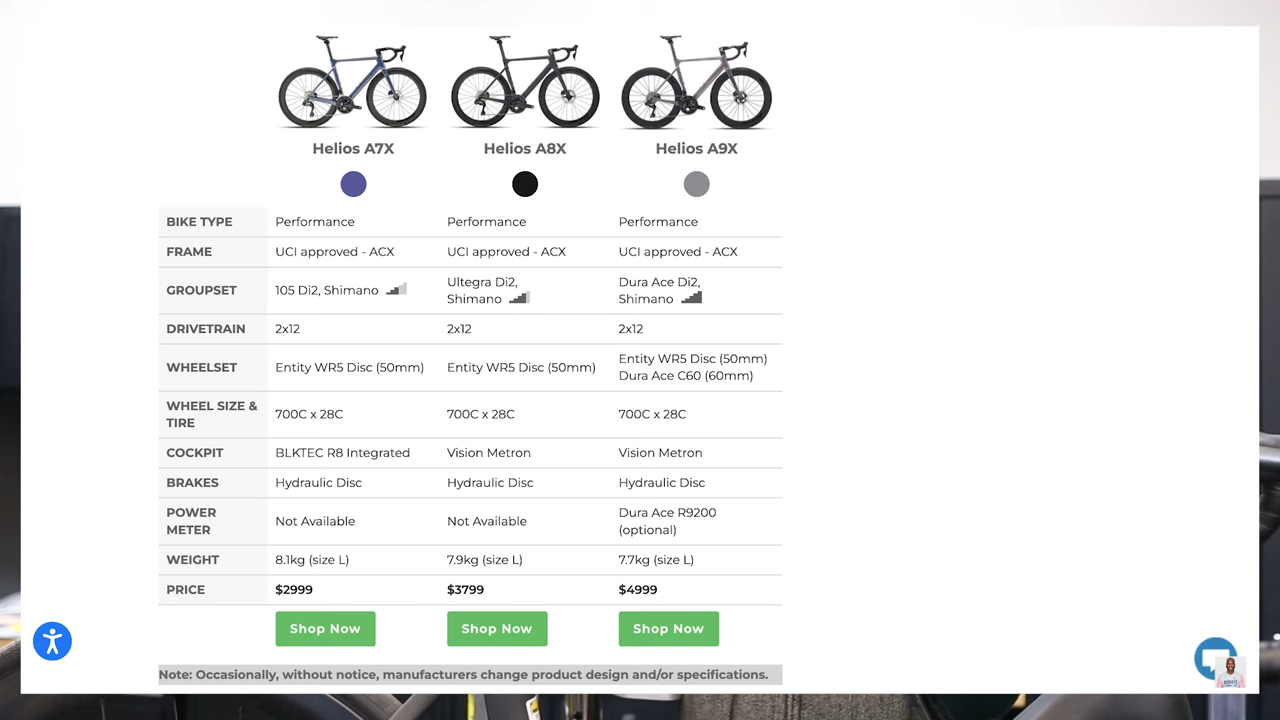 Helios A7X Helios A8X Helios A9X
BIKE TYPE Performance Performance Performance
FRAME UCI approved - ACX UCI approved - ACX UCI approved - ACX
GROUPSET 105 Di2, Shimano Ultegra Di2, Shimano Dura Ace Di2, Shimano
DRIVETRAIN 2x12 2x12 2x12
WHEELSET Entity WR5 Disc (50mm) Entity WR5 Disc (50mm) Entity WR5 Disc (50mm) Dura Ace C60 (60mm)
WHEEL SIZE & TIRE 700C x 28C 700C x 28C 700C x 28C
COCKPIT BLKTEC R8 Integrated Vision Metron Vision Metron
BRAKES Hydraulic Disc Hydraulic Disc Hydraulic Disc
POWER METER Not Available Not Available Dura Ace R9200 (optional)
WEIGHT 8.1kg (size L) 7.9kg (size L) 7.7kg (size L)
PRICE $2999 $3799 $4999
Shop Now Shop Now Shop Now
Note: Occasionally, without notice, manufacturers change product design and/or specifications.